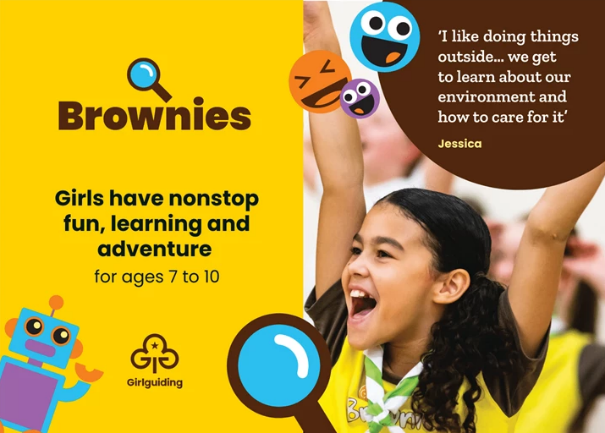 Brownies
Girls have nonstop
fun, learning and
adventure
for ages 7 to 10
Girlguiding
‘I like doing things
outside... we get
to learn about our
environment and
how to care for it’
Jessica